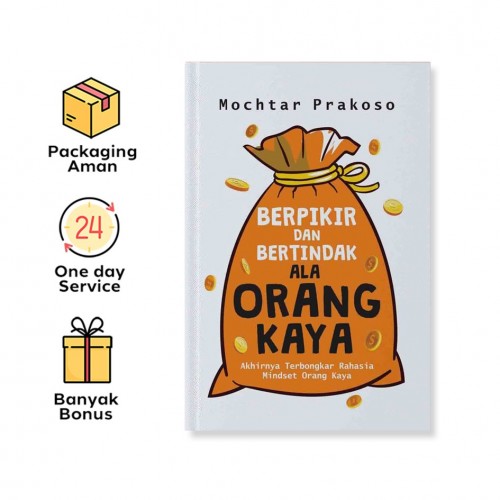 Packaging
Aman
24
One day
Service
Banyak
Bonus
Mochtar Prakoso
BERPIKIR
DAN
BERTINDAK
ALA
ORANG
KAYA
Akhirnya Terbongkar Rahasia
Mindset Orang Kaya